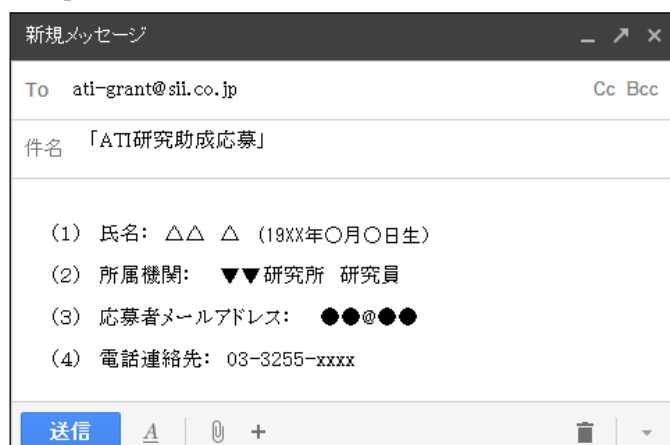 新規メッセージ
To ati-grant@sii.co.jp Cc Bcc
件名 「ATI研究助成応募」
(1) 氏名: △△ △ (19XX年〇月〇日生)
(2) 所属機関: ▼▼研究所 研究員
(3) 応募者メールアドレス: ●●@●●
(4) 電話連絡先: 03-3255-xxxx
送信 A